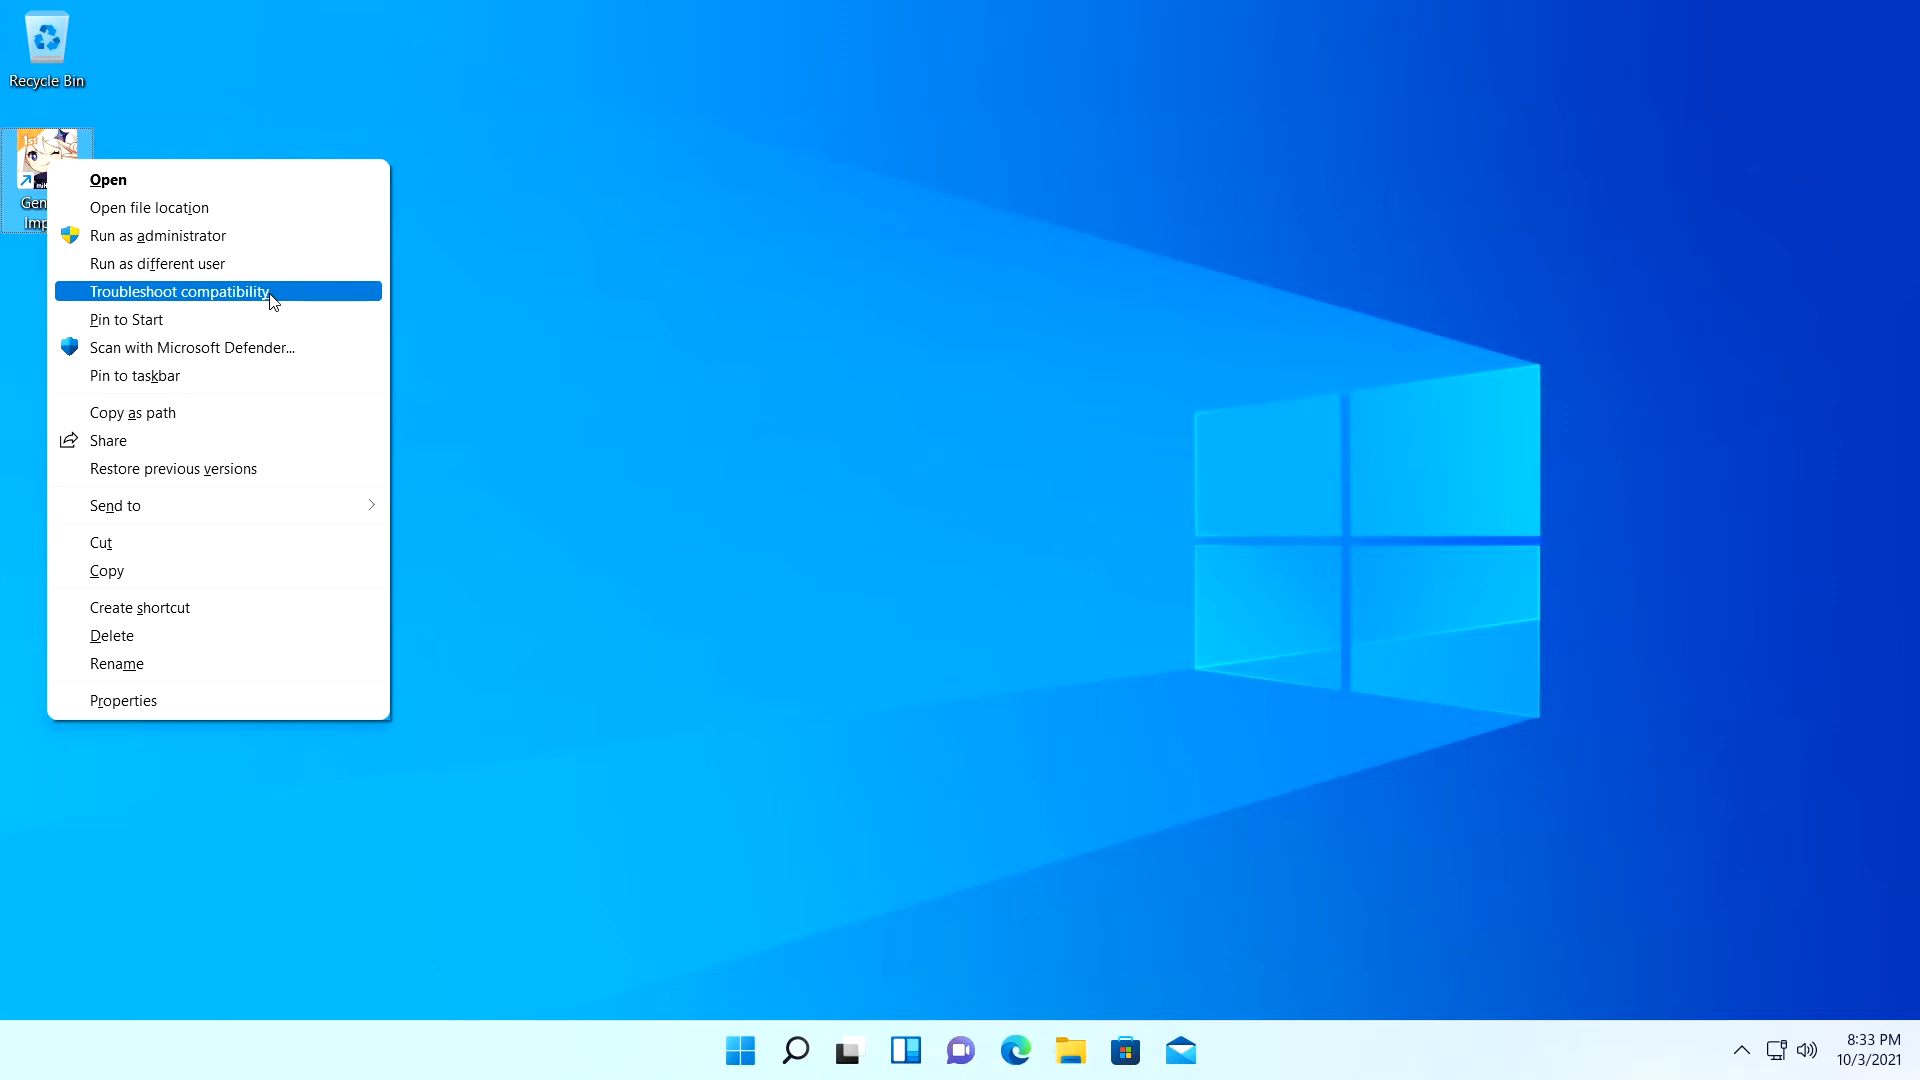 Recycle Bin
Gen
Imp
Open
Open file location
Run as administrator
Run as different user
Troubleshoot compatibility
Pin to Start
Scan with Microsoft Defender...
Pin to taskbar
Copy as path
Share
Restore previous versions
Send to
Cut
Copy
Create shortcut
Delete
Rename
Properties
8:33 PM
10/3/2021